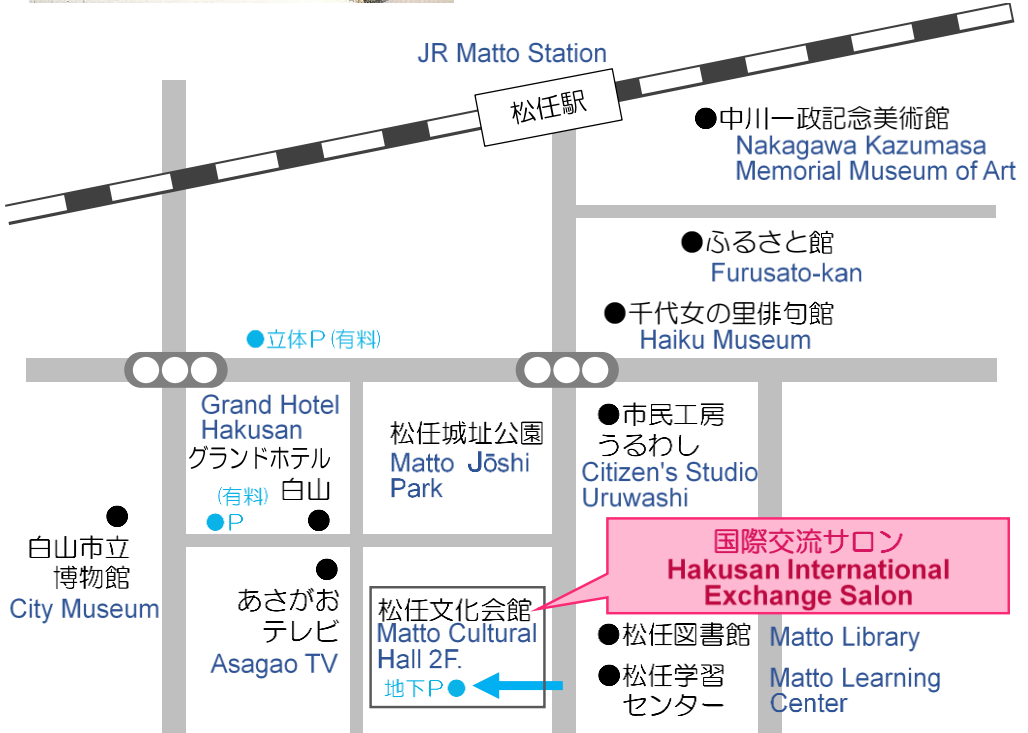 JR Matto Station
松任駅
●中川一政記念美術館
Nakagawa Kazumasa
Memorial Museum of Art
●ふるさと館
Furusato-kan
●千代女の里俳句館
Haiku Museum
●立体P(有料)
Grand Hotel
Hakusan
グランドホテル
白山
(有料)
●P
松任城址公園
Matto Jōshi
Park
●市民工房
うるわし
Citizen's Studio
Uruwashi
白山市立
博物館
City Museum
あさがお
テレビ
Asagao TV
国際交流サロン
Hakusan International
Exchange Salon
松任文化会館
Matto Cultural
Hall 2F.
地下P●
●松任図書館
Matto Library
●松任学習
センター
Matto Learning
Center